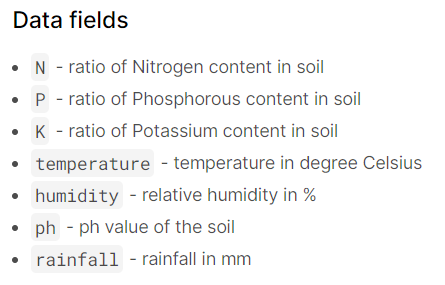 Data fields
• N - ratio of Nitrogen content in soil
• P - ratio of Phosphorous content in soil
• K - ratio of Potassium content in soil
• temperature - temperature in degree Celsius
• humidity - relative humidity in %
• ph - ph value of the soil
• rainfall - rainfall in mm